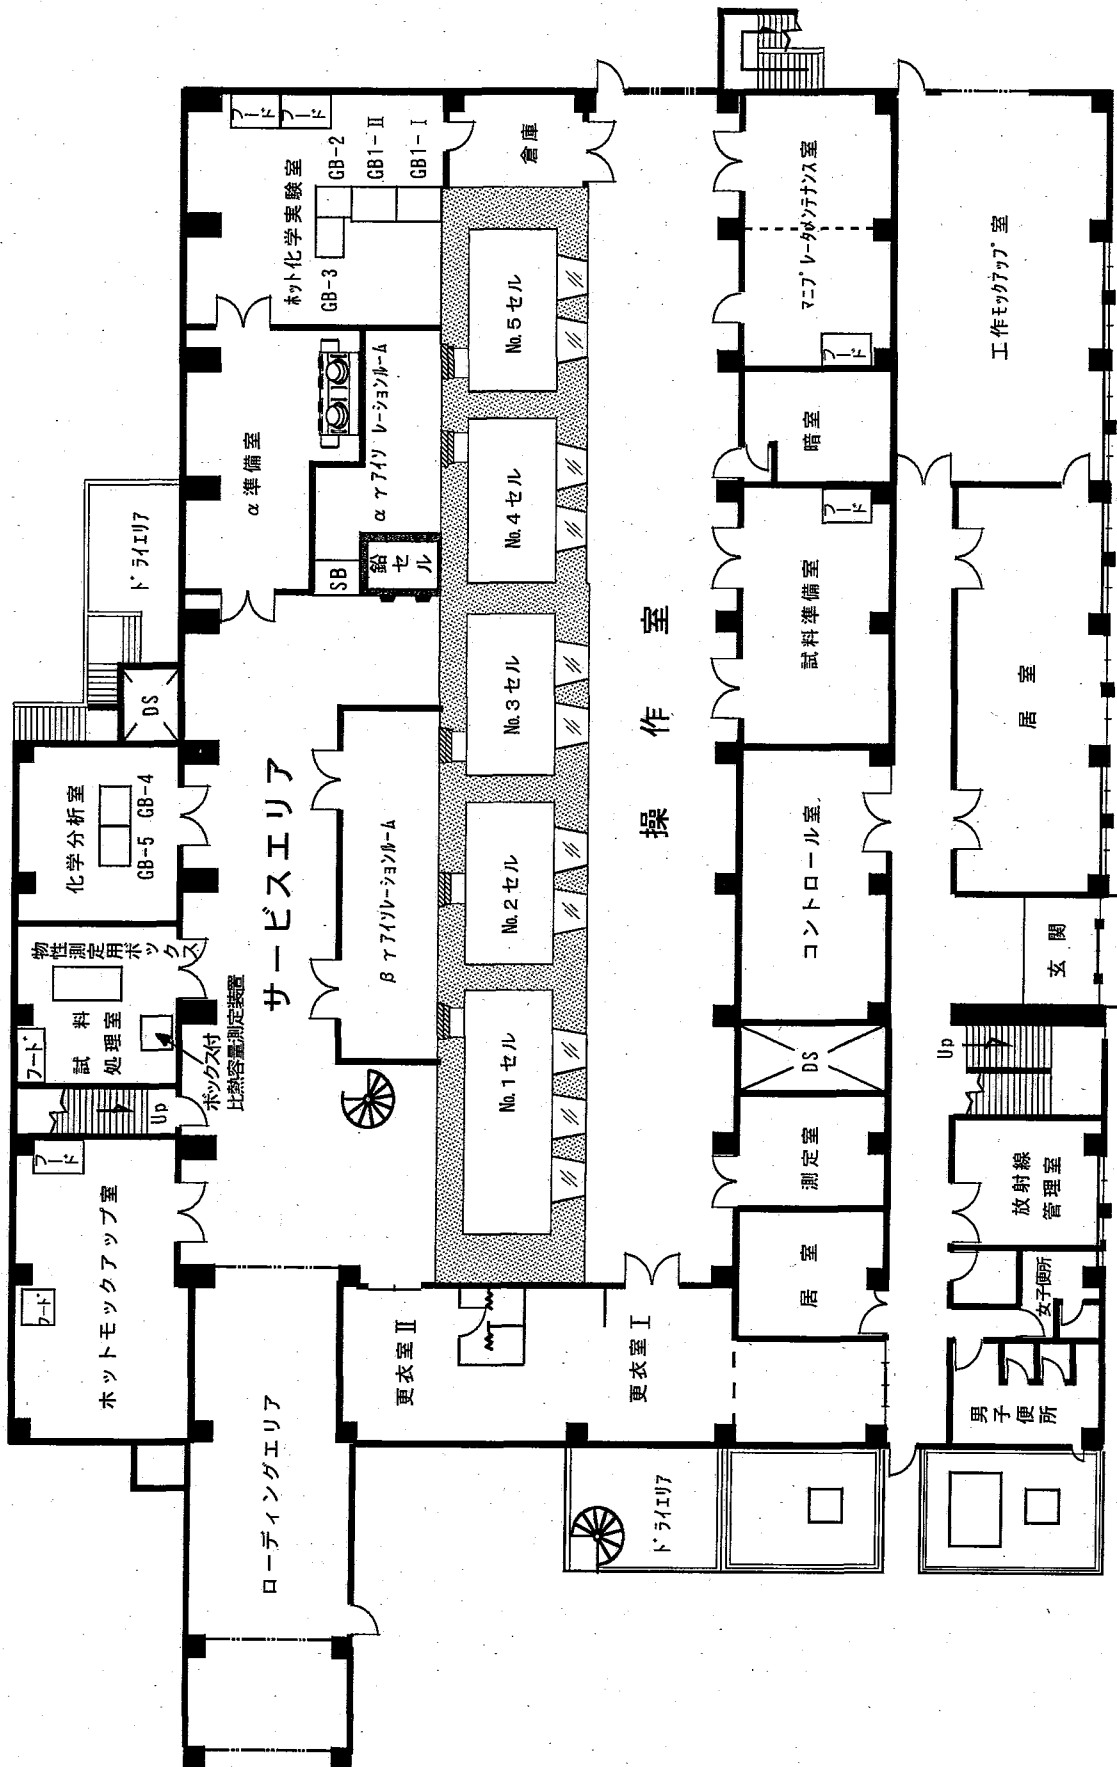 ホットモックアップ室
フード
フード
Up
試料
処理室
フード
物性測定用ボックス
ボックス付
比熱容量測定装置
化学分析室
GB-5
GB-4
DS
ドライエリア
ローディングエリア
サービスエリア
α準備室
SB
鉛
セル
αγアイソレーションルーム
βγアイソレーションルーム
ホット化学実験室
フード
フード
GB-3
GB-2
GB1-Ⅱ
GB1-Ⅰ
倉庫
No.1セル
No.2セル
No.3セル
No.4セル
No.5セル
更衣室Ⅱ
更衣室Ⅰ
操作室
ドライエリア
居室
測定室
DS
コントロール室
試料準備室
フード
暗室
フード
マニプレータメンテナンス室
男子
便所
女子便所
放射線
管理室
Up
玄関
居室
工作モックアップ室